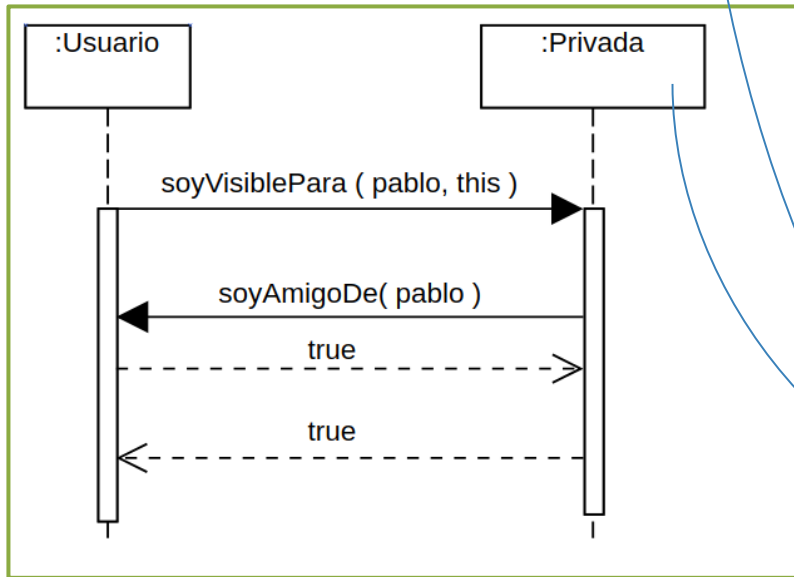 :Usuario
:Privada
soyVisiblePara ( pablo, this )
soyAmigoDe( pablo )
true
true